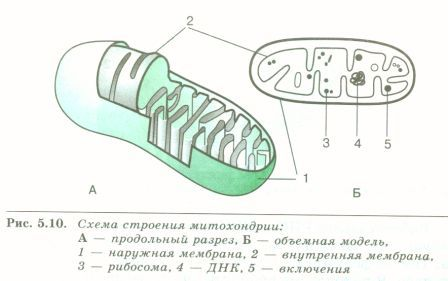 2
3
4
5
1
А
Б
Рис. 5.10. Схема строения митохондрии:
А — продольный разрез, Б — объемная модель,
1 — наружная мембрана, 2 — внутренняя мембрана,
3 — рибосома, 4 — ДНК, 5 — включения